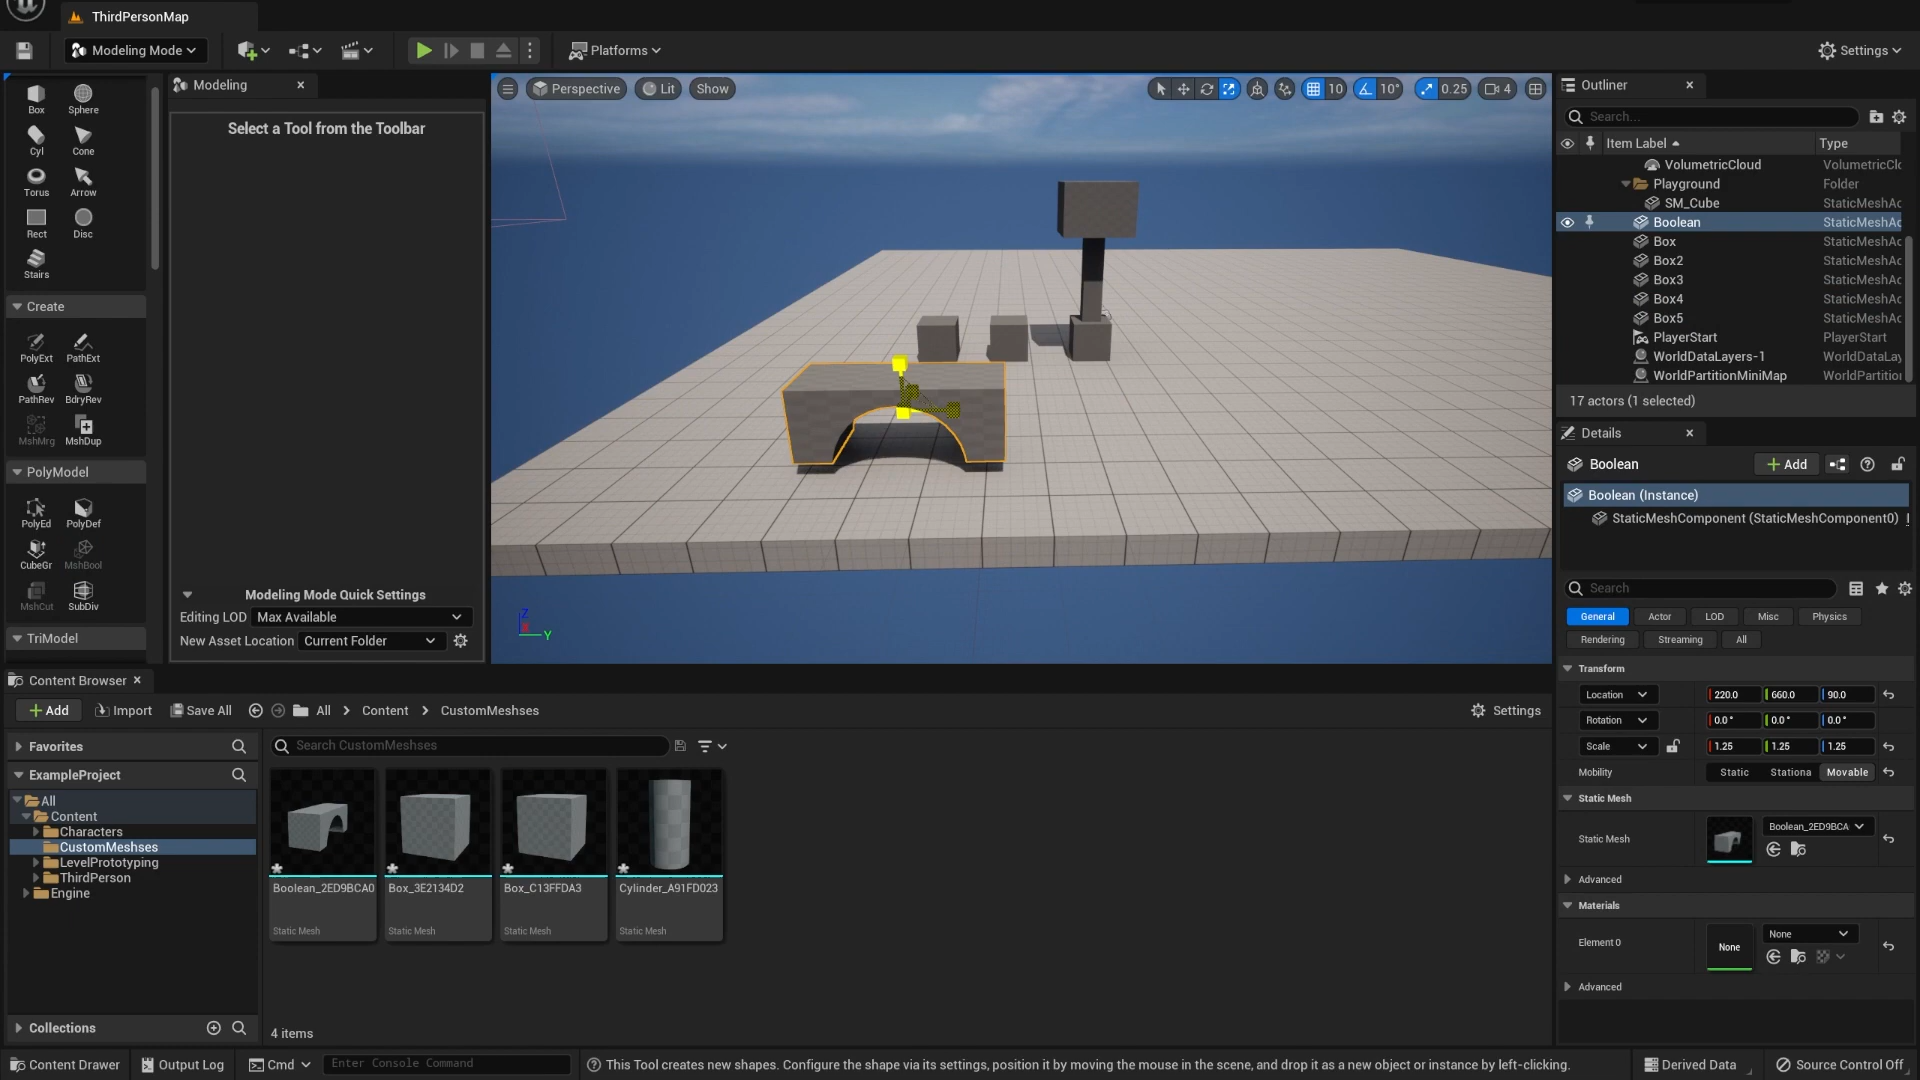 ThirdPersonMap
Modeling Mode
Platforms
Settings
Box
Sphere
Cyl
Cone
Torus
Arrow
Rect
Disc
Stairs
Create
PolyExt
PathExt
PathRev
BdryRev
MshMrg
MshDup
PolyModel
PolyEd
PolyDef
CubeGr
MshBool
MshCut
SubDiv
TriModel
Modeling
Select a Tool from the Toolbar
Modeling Mode Quick Settings
Editing LOD Max Available
New Asset Location Current Folder
Perspective
Lit
Show
10
10°
0.25
4
Z
Y
Outliner
Search...
Item Label
Type
VolumetricCloud VolumetricClo
Playground Folder
SM_Cube StaticMeshAc
Boolean StaticMeshAc
Box StaticMeshAc
Box2 StaticMeshAc
Box3 StaticMeshAc
Box4 StaticMeshAc
Box5 StaticMeshAc
PlayerStart PlayerStart
WorldDataLayers-1 WorldDataLay
WorldPartitionMiniMap WorldPartition
17 actors (1 selected)
Details
Boolean
Add
Boolean (Instance)
StaticMeshComponent (StaticMeshComponent0)
Search
General
Actor
LOD
Misc
Physics
Rendering
Streaming
All
Transform
Location 220.0 660.0 90.0
Rotation 0.0° 0.0° 0.0°
Scale 1.25 1.25 1.25
Mobility Static Stationa Movable
Static Mesh
Static Mesh Boolean_2ED9BCA
Advanced
Materials
Element 0 None None
Advanced
Content Browser
Add
Import
Save All
All
Content
CustomMeshses
Settings
Favorites
ExampleProject
All
Content
Characters
CustomMeshses
LevelPrototyping
ThirdPerson
Engine
Collections
Search CustomMeshses
Boolean_2ED9BCA0
Static Mesh
Box_3E2134D2
Static Mesh
Box_C13FFDA3
Static Mesh
Cylinder_A91FD023
Static Mesh
4 items
Content Drawer
Output Log
Cmd
Enter Console Command
This Tool creates new shapes. Configure the shape via its settings, position it by moving the mouse in the scene, and drop it as a new object or instance by left-clicking.
Derived Data
Source Control Off